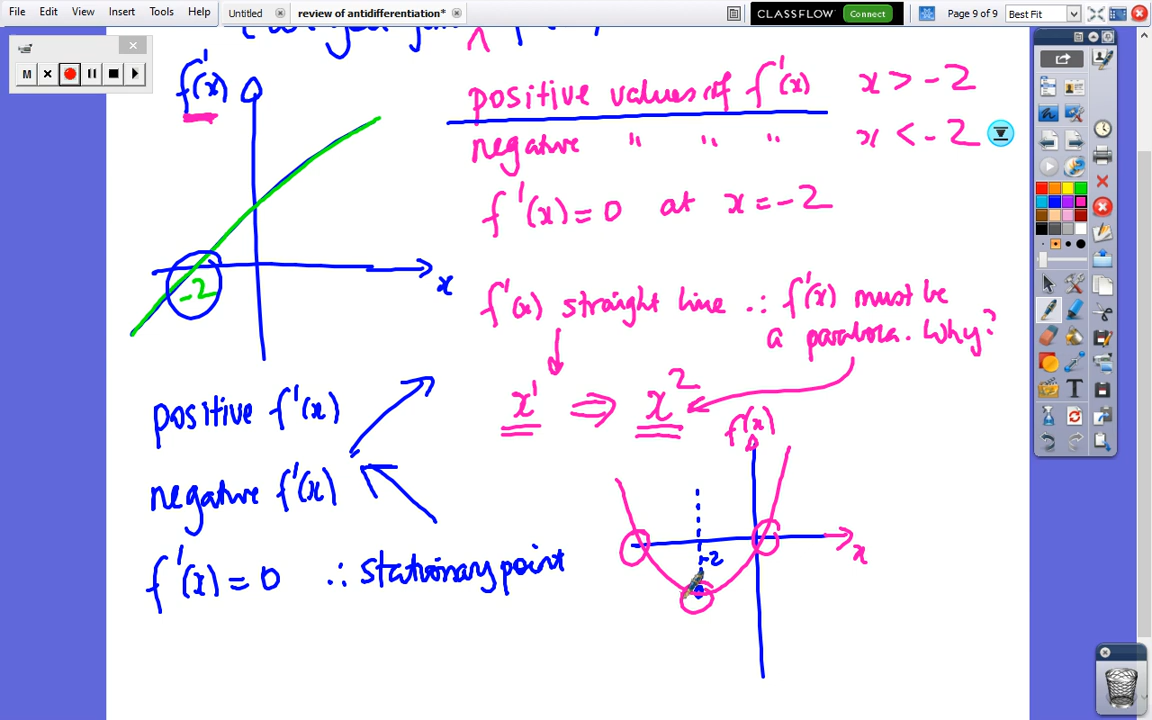 File Edit View Insert Tools Help
Untitled
review of antidifferentiation*
CLASSFLOW Connect
Page 9 of 9
Best Fit
M
f'(x)
positive values of f'(x) x > -2
negative " " " x < -2
f'(x) = 0 at x = -2
-2
x
f'(x) straight line ∴ f'(x) must be
a parabola. Why?
x¹ ⇒ x²
positive f'(x)
negative f'(x)
f'(x) = 0 ∴ stationary point
f(x)
-2
x
T